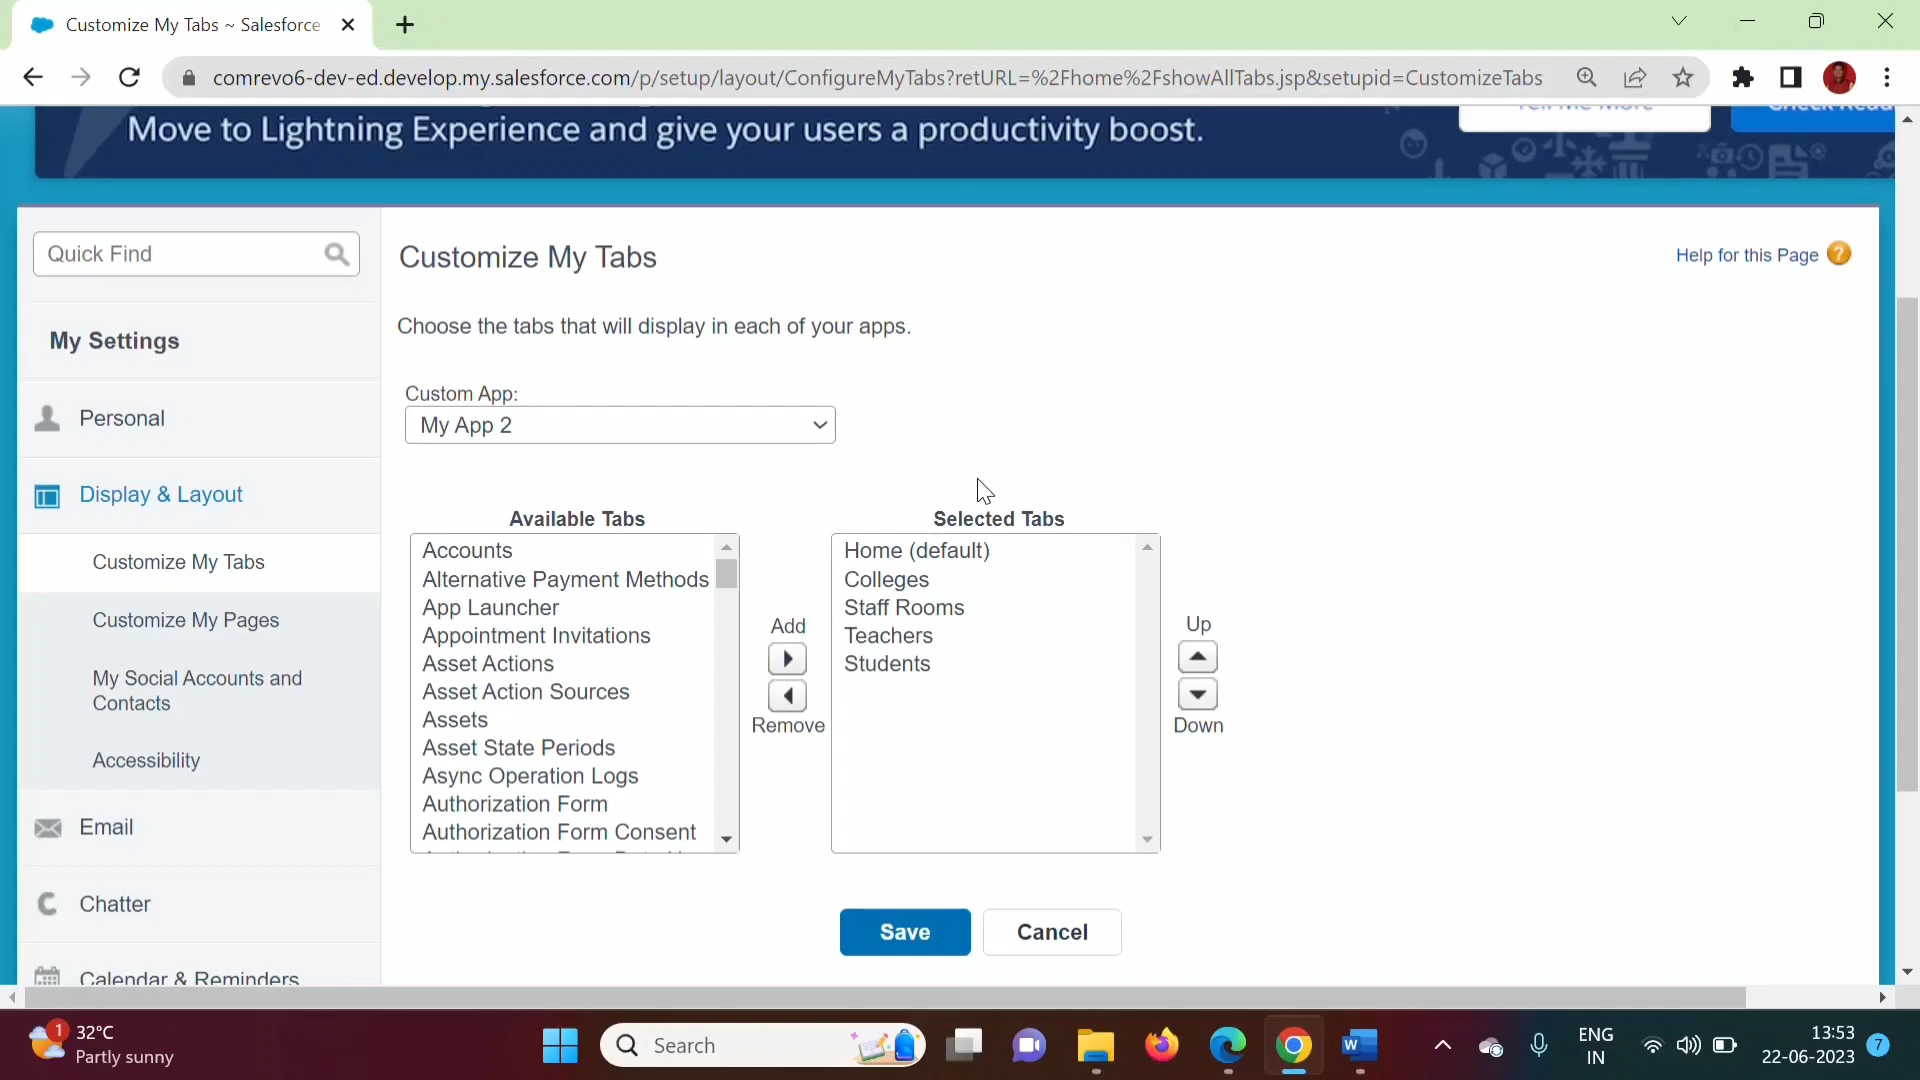 Customize My Tabs ~ Salesforce
comrevo6-dev-ed.develop.my.salesforce.com/p/setup/layout/ConfigureMyTabs?retURL=%2Fhome%2FshowAllTabs.jsp&setupid=CustomizeTabs
Move to Lightning Experience and give your users a productivity boost.
Tell Me More
Quick Find
Customize My Tabs
Help for this Page ?
Choose the tabs that will display in each of your apps.
My Settings
Custom App:
My App 2
Personal
Display & Layout
Customize My Tabs
Customize My Pages
My Social Accounts and
Contacts
Accessibility
Email
Chatter
Calendar & Reminders
Available Tabs
Accounts
Alternative Payment Methods
App Launcher
Appointment Invitations
Asset Actions
Asset Action Sources
Assets
Asset State Periods
Async Operation Logs
Authorization Form
Authorization Form Consent
Add
Remove
Selected Tabs
Home (default)
Colleges
Staff Rooms
Teachers
Students
Up
Down
Save
Cancel
1
32°C
Partly sunny
Search
W
ENG
IN
13:53
22-06-2023
7